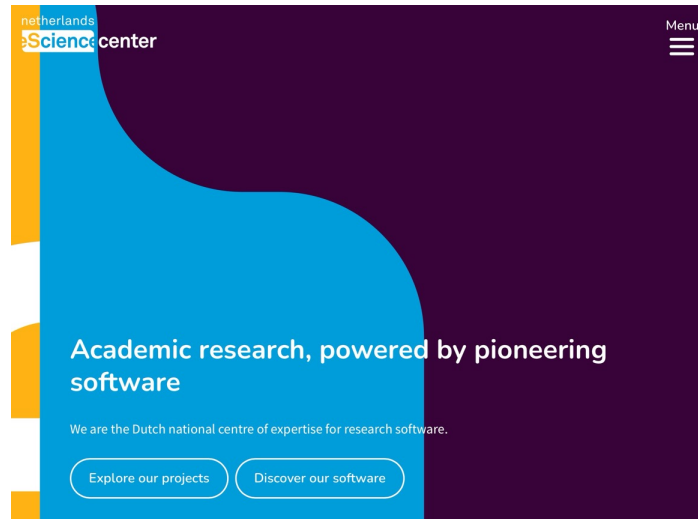 netherlands
eScience center
Menu
Academic research, powered by pioneering
software
We are the Dutch national centre of expertise for research software.
Explore our projects
Discover our software